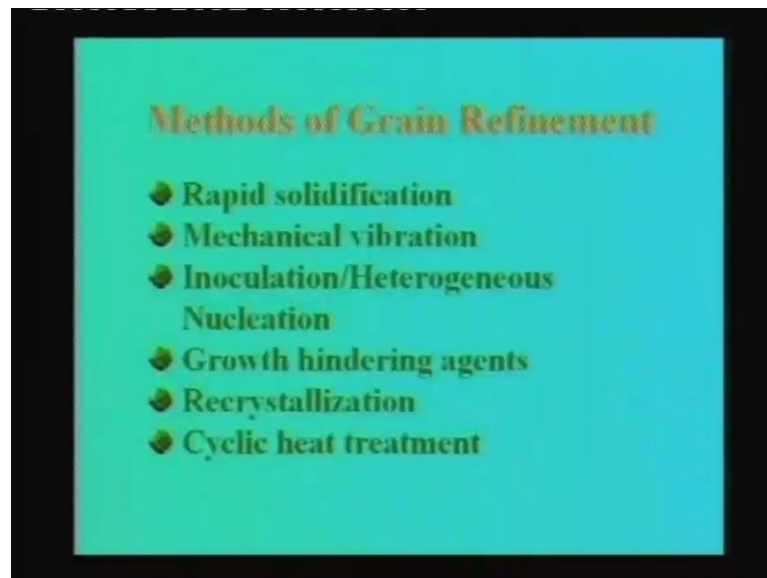 Methods of Grain Refinement
Rapid solidification
Mechanical vibration
Inoculation/Heterogeneous
Nucleation
Growth hindering agents
Recrystallization
Cyclic heat treatment